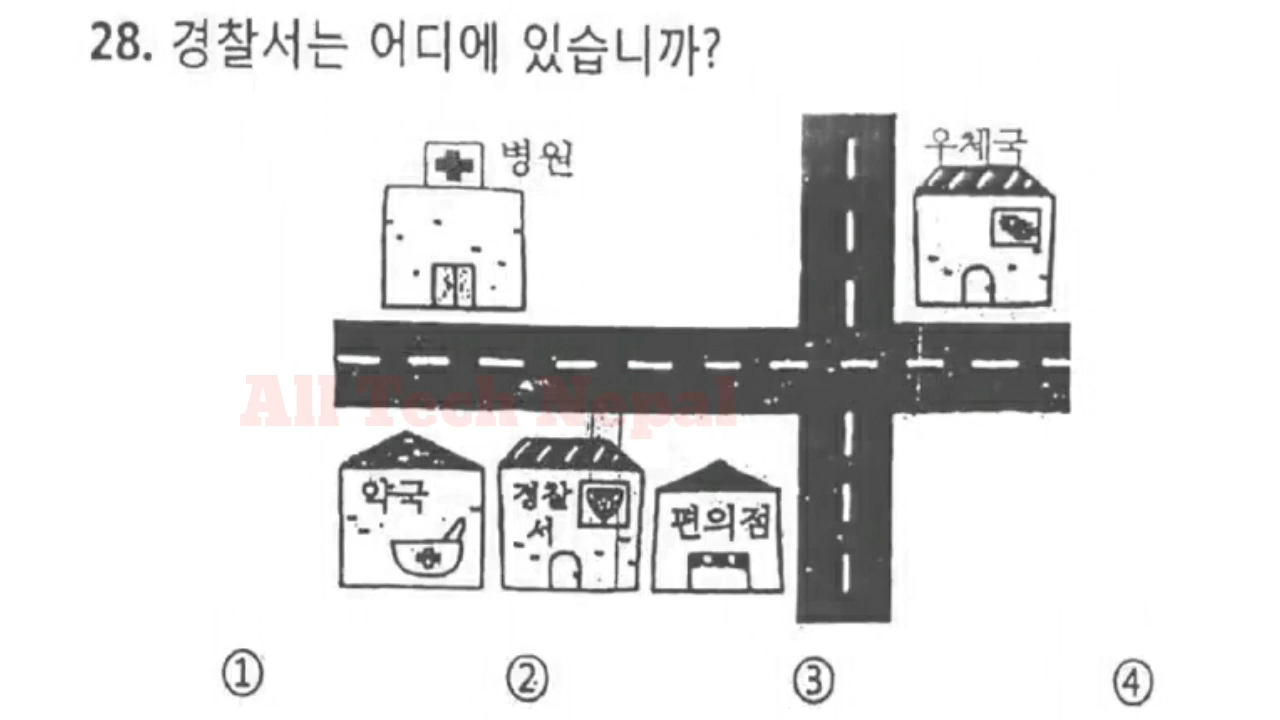 28. 경찰서는 어디에 있습니까?
병원
우체국
All Tech Nepal
약국
경찰
서
편의점
① ② ③ ④